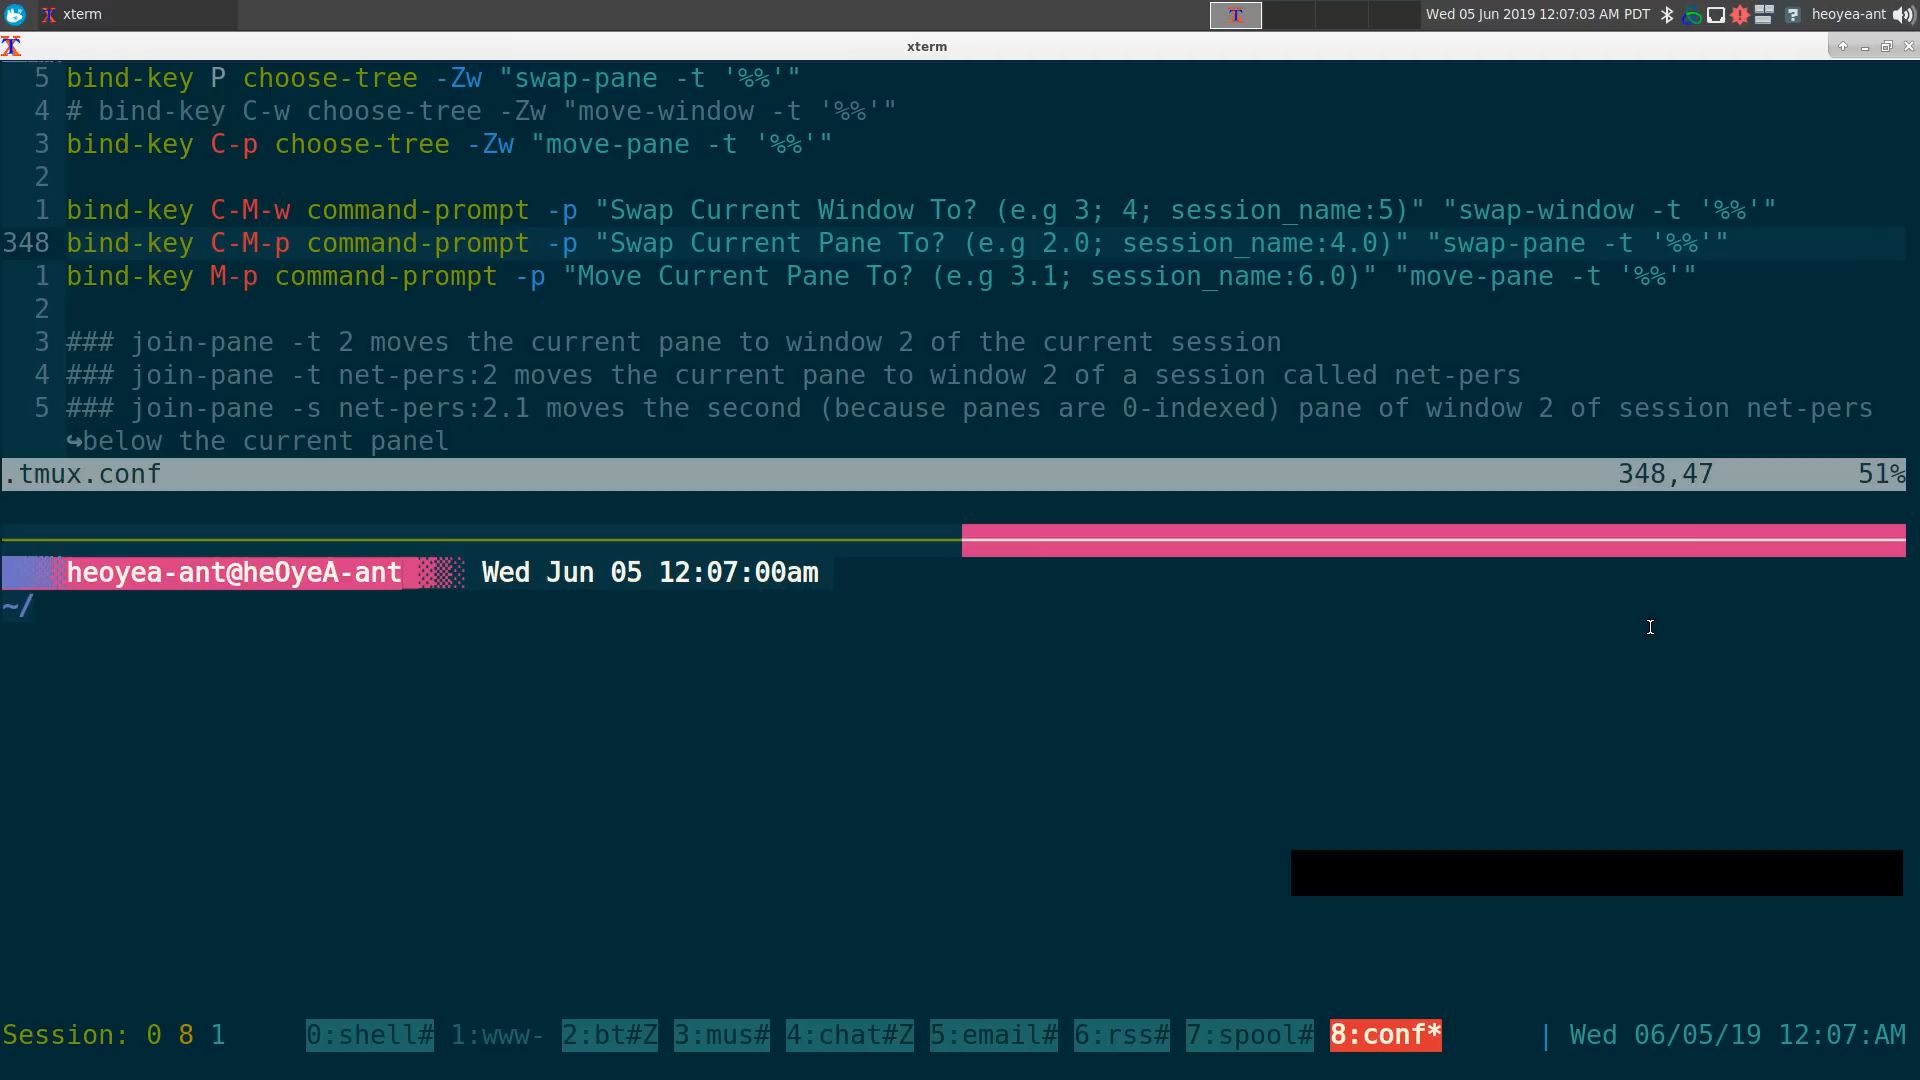 xterm
Wed 05 Jun 2019 12:07:03 AM PDT heoyea-ant
xterm
5 bind-key P choose-tree -Zw "swap-pane -t '%%'"
4 # bind-key C-w choose-tree -Zw "move-window -t '%%'"
3 bind-key C-p choose-tree -Zw "move-pane -t '%%'"
2
1 bind-key C-M-w command-prompt -p "Swap Current Window To? (e.g 3; 4; session_name:5)" "swap-window -t '%%'"
348 bind-key C-M-p command-prompt -p "Swap Current Pane To? (e.g 2.0; session_name:4.0)" "swap-pane -t '%%'"
1 bind-key M-p command-prompt -p "Move Current Pane To? (e.g 3.1; session_name:6.0)" "move-pane -t '%%'"
2
3 ### join-pane -t 2 moves the current pane to window 2 of the current session
4 ### join-pane -t net-pers:2 moves the current pane to window 2 of a session called net-pers
5 ### join-pane -s net-pers:2.1 moves the second (because panes are 0-indexed) pane of window 2 of session net-pers
↪below the current panel
.tmux.conf 348,47 51%
heoyea-ant@heOyeA-ant Wed Jun 05 12:07:00am
~/
Session: 0 8 1 0:shell# 1:www- 2:bt#Z 3:mus# 4:chat#Z 5:email# 6:rss# 7:spool# 8:conf* | Wed 06/05/19 12:07:AM